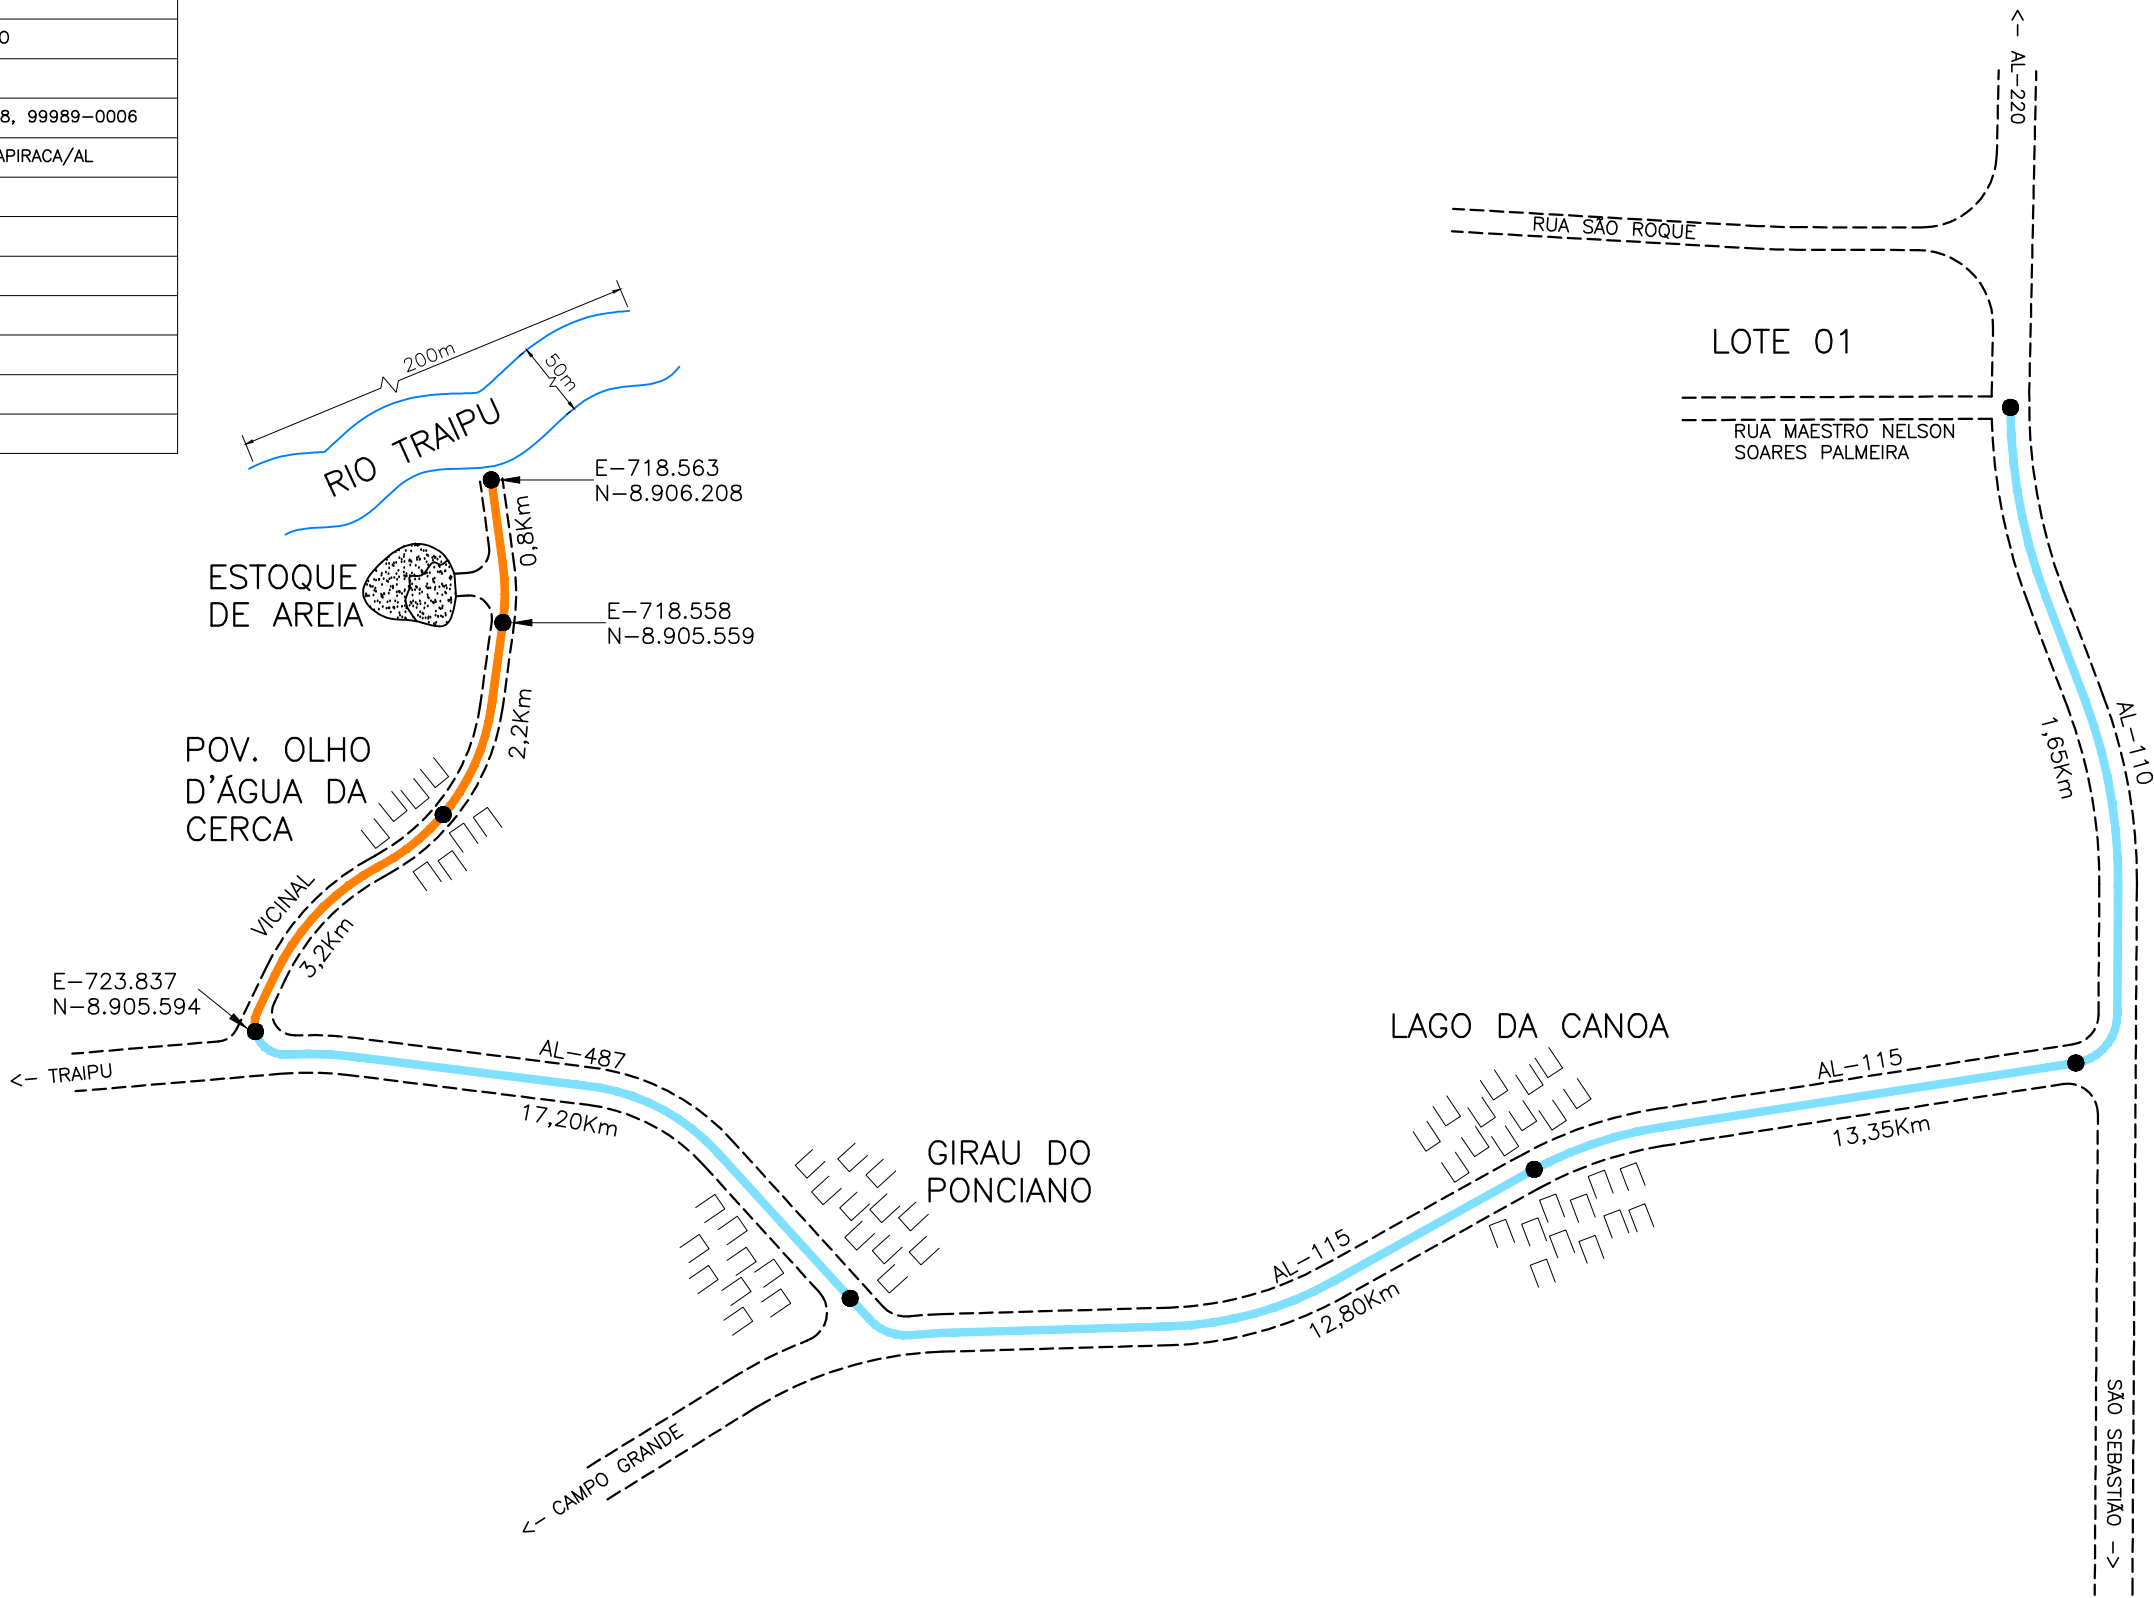 O
8, 99989-0006
APIRACA/AL
<- AL-220
RUA SÃO ROQUE
LOTE 01
RUA MAESTRO NELSON
SOARES PALMEIRA
200m
50m
RIO TRAIPU
E-718.563
N-8.906.208
0,8Km
ESTOQUE
DE AREIA
E-718.558
N-8.905.559
2,2Km
POV. OLHO
D'ÁGUA DA
CERCA
VICINAL
3,2Km
E-723.837
N-8.905.594
<- TRAIPU
AL-487
17,20Km
GIRAU DO
PONCIANO
<- CAMPO GRANDE
AL-115
12,80Km
LAGO DA CANOA
AL-115
13,35Km
1,65Km
AL-110
SÃO SEBASTIÃO ->